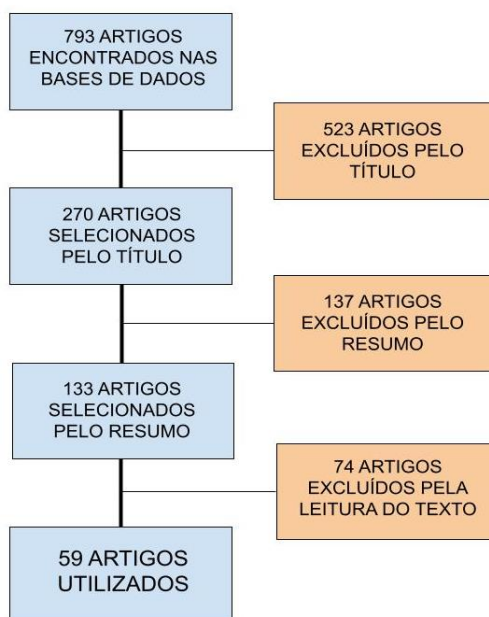 793 ARTIGOS
ENCONTRADOS NAS
BASES DE DADOS
523 ARTIGOS
EXCLUÍDOS PELO
TÍTULO
270 ARTIGOS
SELECIONADOS
PELO TÍTULO
137 ARTIGOS
EXCLUÍDOS PELO
RESUMO
133 ARTIGOS
SELECIONADOS
PELO RESUMO
74 ARTIGOS
EXCLUÍDOS PELA
LEITURA DO TEXTO
59 ARTIGOS
UTILIZADOS